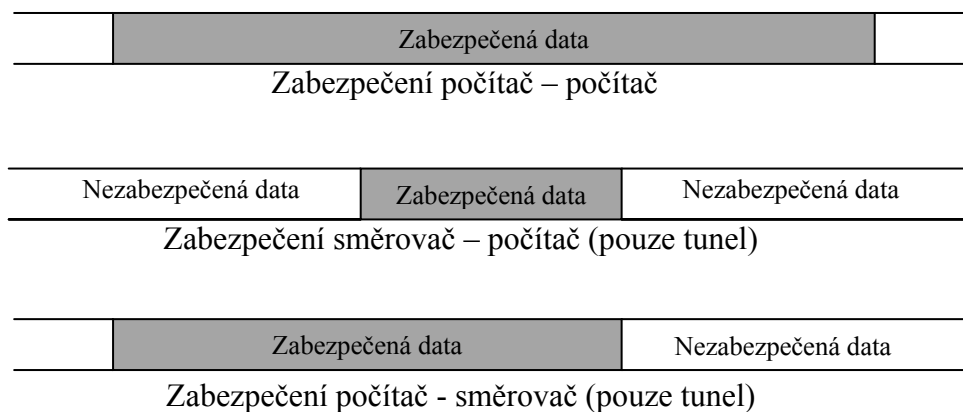 Zabezpečená data
Zabezpečení počítač – počítač
Nezabezpečená data Zabezpečená data Nezabezpečená data
Zabezpečení směrovač – počítač (pouze tunel)
Zabezpečená data Nezabezpečená data
Zabezpečení počítač - směrovač (pouze tunel)